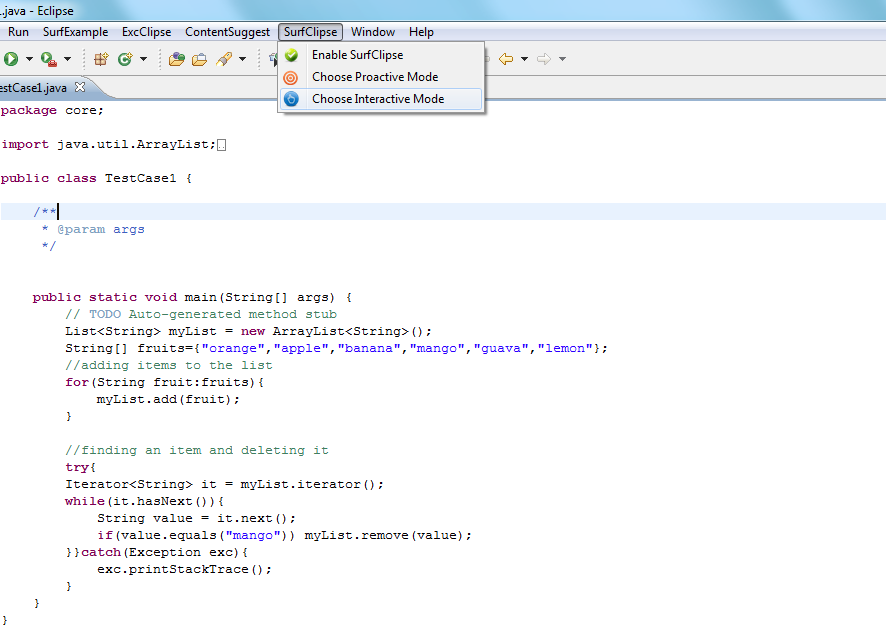 .java - Eclipse
Run SurfExample ExcClipse ContentSuggest SurfClipse Window Help
Enable SurfClipse
Choose Proactive Mode
Choose Interactive Mode
estCase1.java
package core;
import java.util.ArrayList;
public class TestCase1 {
/**
* @param args
*/
public static void main(String[] args) {
// TODO Auto-generated method stub
List<String> myList = new ArrayList<String>();
String[] fruits={"orange","apple","banana","mango","guava","lemon"};
//adding items to the list
for(String fruit:fruits){
myList.add(fruit);
}
//finding an item and deleting it
try{
Iterator<String> it = myList.iterator();
while(it.hasNext()){
String value = it.next();
if(value.equals("mango")) myList.remove(value);
}}catch(Exception exc){
exc.printStackTrace();
}
}
}